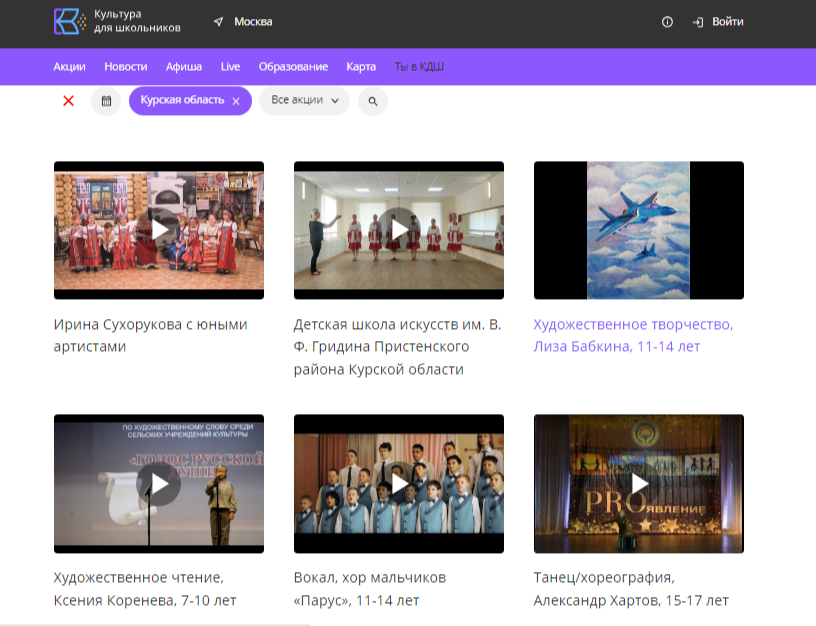 Культура
для школьников
Москва
Войти
Акции Новости Афиша Live Образование Карта Ты в КДШ
Курская область
Все акции
Ирина Сухорукова с юными
артистами
Детская школа искусств им. В.
Ф. Гридина Пристенского
района Курской области
Художественное творчество,
Лиза Бабкина, 11-14 лет
ПО ХУДОЖЕСТВЕННОМУ СЛОВУ СРЕДИ
СЕЛЬСКИХ УЧРЕЖДЕНИЙ КУЛЬТУРЫ
«ГОЛОС РУССКОЙ
PROЯВЛЕНИЕ
Художественное чтение,
Ксения Коренева, 7-10 лет
Вокал, хор мальчиков
«Парус», 11-14 лет
Танец/хореография,
Александр Хартов, 15-17 лет